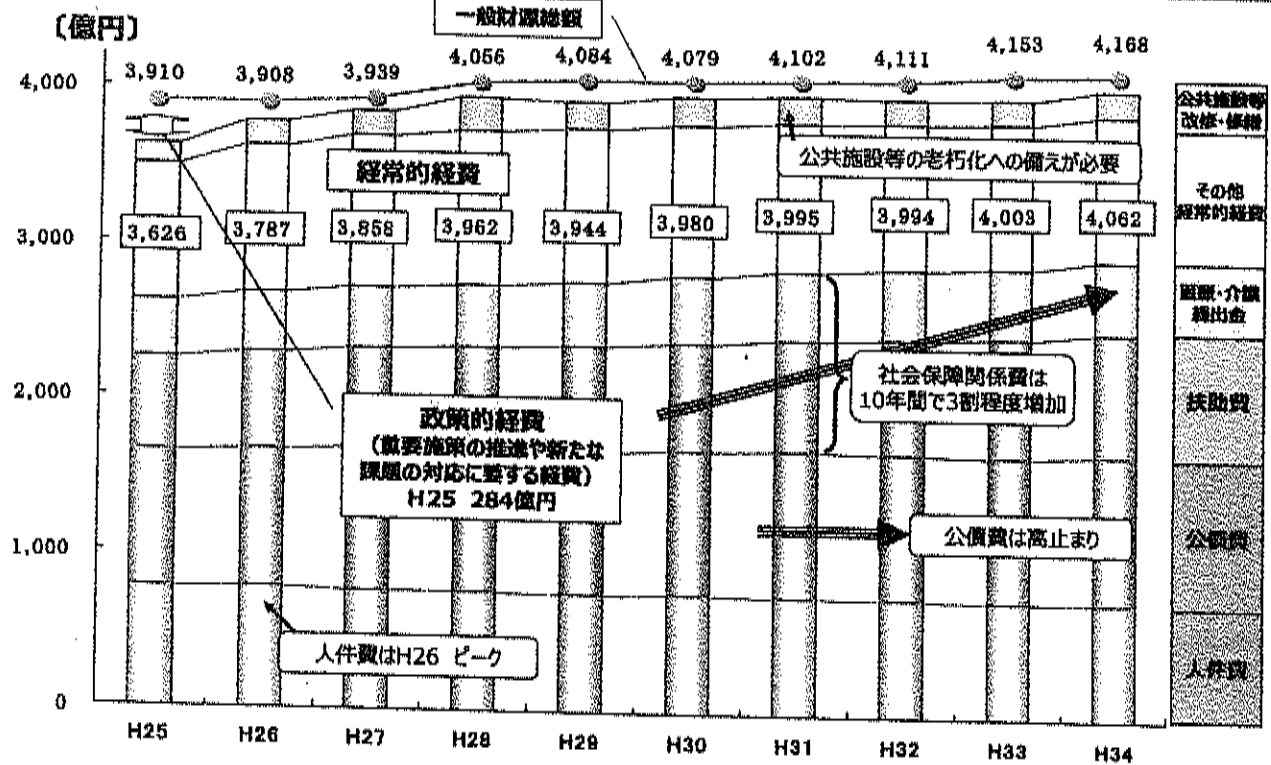 〔億円〕
一般財源総額
3,910
3,908
3,939
4,056
4,084
4,079
4,102
4,111
4,153
4,168
4,000
3,000
2,000
1,000
0
経常的経費
公共施設等の老朽化への備えが必要
3,626
3,787
3,858
3,962
3,944
3,980
3,995
3,994
4,003
4,062
社会保障関係費は
10年間で3割程度増加
政策的経費
(重要施策の推進や新たな
課題の対応に要する経費)
H25 284億円
公債費は高止まり
人件費はH26 ピーク
公共施設等
改修・修繕
その他
経常的経費
医療・介護
繰出金
扶助費
公債費
人件費
H25
H26
H27
H28
H29
H30
H31
H32
H33
H34